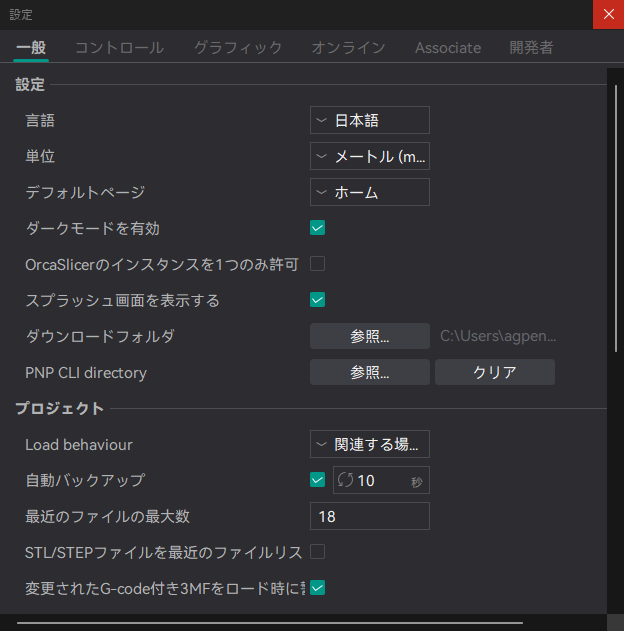 設定
一般 コントロール グラフィック オンライン Associate 開発者
設定
言語 日本語
単位 メートル (m...
デフォルトページ ホーム
ダークモードを有効
OrcaSlicerのインスタンスを1つのみ許可
スプラッシュ画面を表示する
ダウンロードフォルダ 参照... C:\Users\agpen...
PNP CLI directory 参照... クリア
プロジェクト
Load behaviour 関連する場...
自動バックアップ 10 秒
最近のファイルの最大数 18
STL/STEPファイルを最近のファイルリス
変更されたG-code付き3MFをロード時に